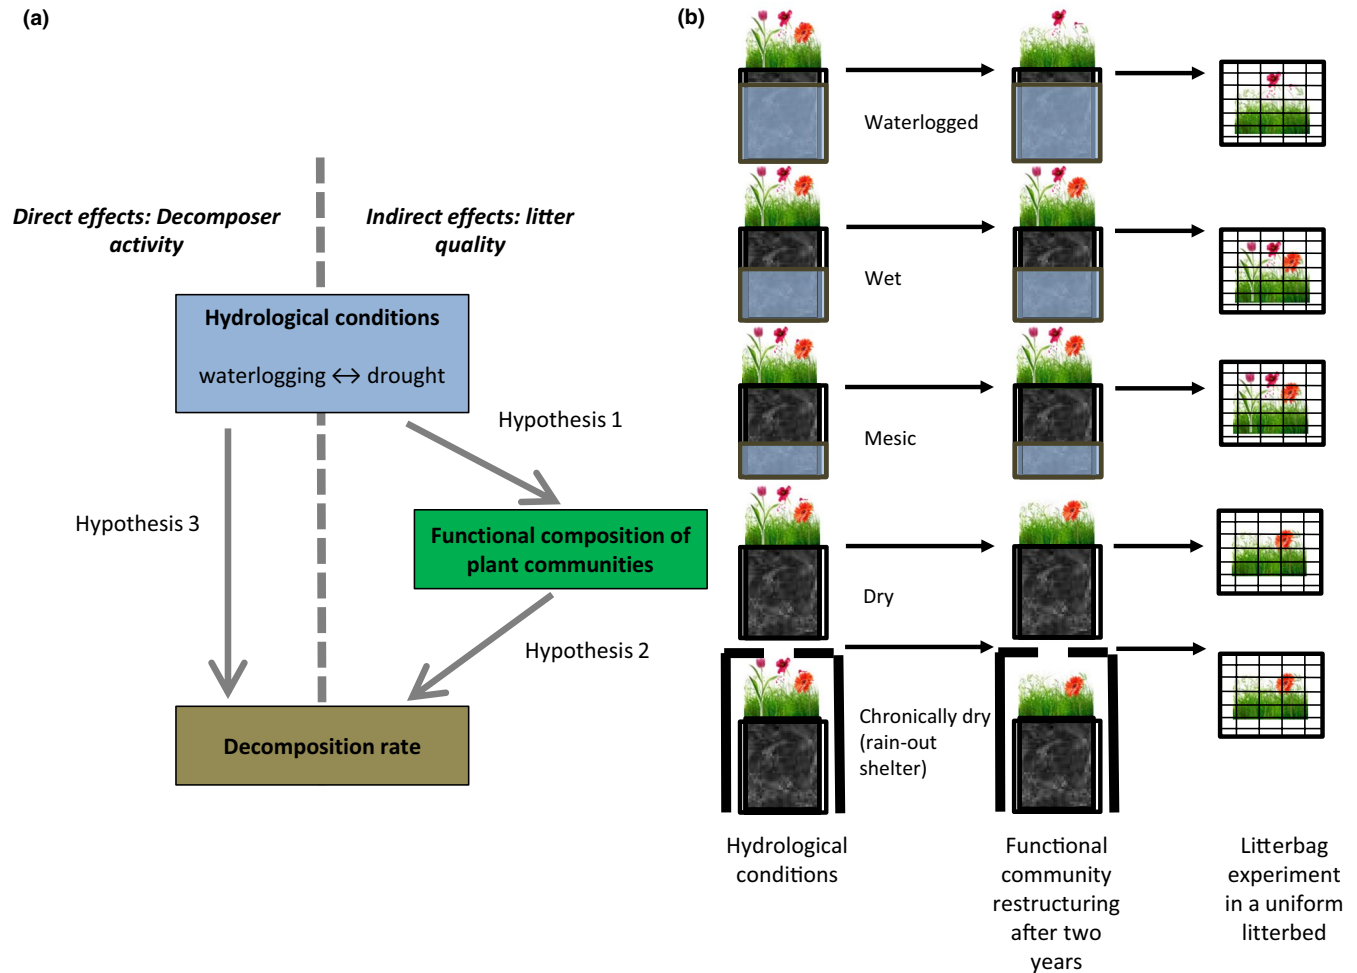 (a)
Direct effects: Decomposer
activity
Indirect effects: litter
quality
Hydrological conditions
waterlogging ↔ drought
Hypothesis 1
Hypothesis 3
Functional composition of
plant communities
Hypothesis 2
Decomposition rate
(b)
Waterlogged
Wet
Mesic
Dry
Chronically dry
(rain-out
shelter)
Hydrological
conditions
Functional
community
restructuring
after two
years
Litterbag
experiment
in a uniform
litterbed